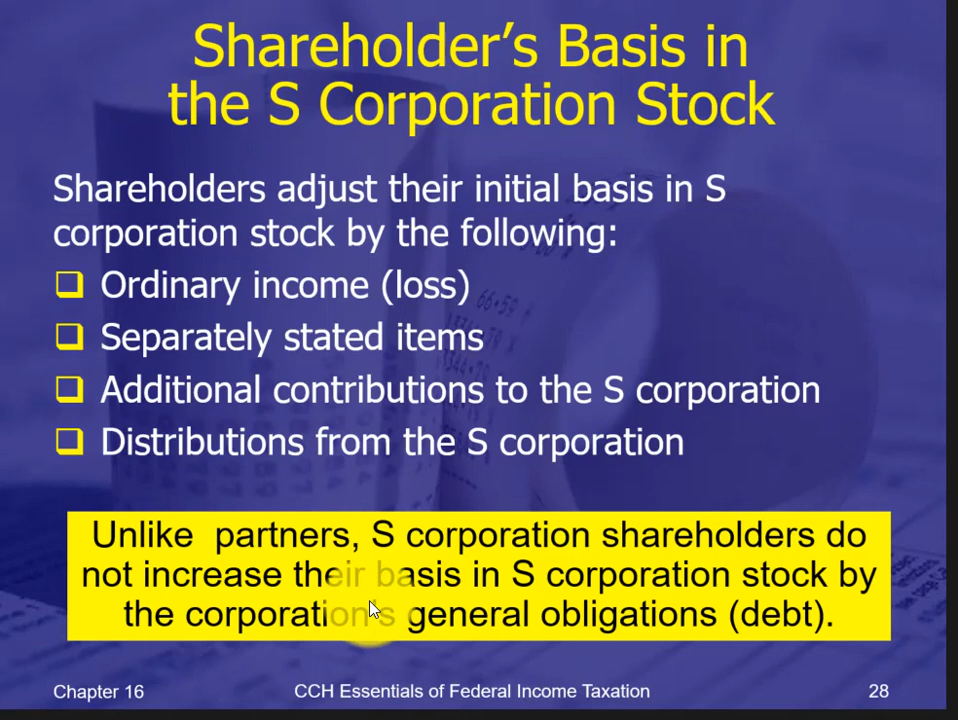 Shareholder's Basis in
the S Corporation Stock
Shareholders adjust their initial basis in S
corporation stock by the following:
Ordinary income (loss)
Separately stated items
Additional contributions to the S corporation
Distributions from the S corporation
Unlike partners, S corporation shareholders do
not increase their basis in S corporation stock by
the corporation's general obligations (debt).
Chapter 16 CCH Essentials of Federal Income Taxation 28